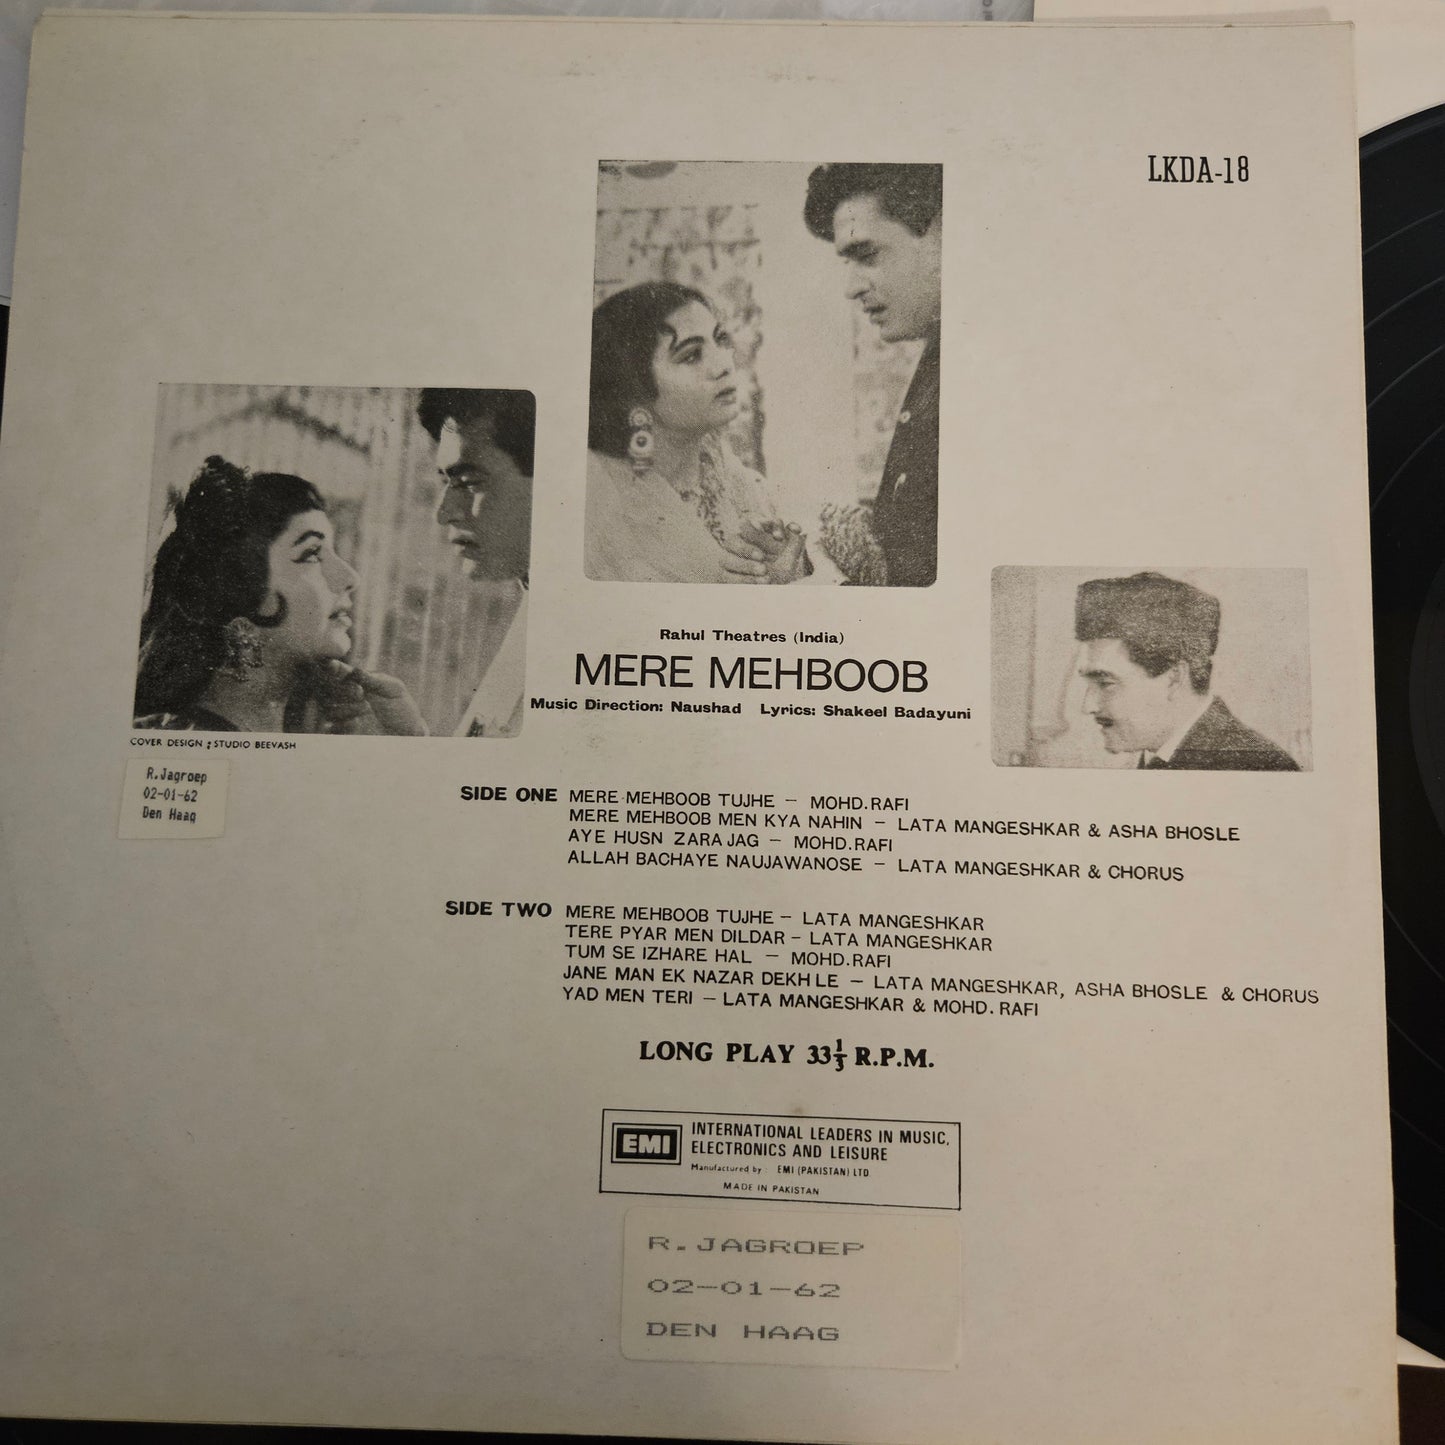 LKDA-18
Rahul Theatres (India)
MERE MEHBOOB
Music Direction: Naushad Lyrics: Shakeel Badayuni
COVER DESIGN ; STUDIO BEEVASH
R.Jagroep
02-01-62
Den Haag
SIDE ONE MERE MEHBOOB TUJHE — MOHD.RAFI
MERE MEHBOOB MEN KYA NAHIN — LATA MANGESHKAR & ASHA BHOSLE
AYE HUSN ZARA JAG — MOHD.RAFI
ALLAH BACHAYE NAUJAWANOSE — LATA MANGESHKAR & CHORUS
SIDE TWO MERE MEHBOOB TUJHE — LATA MANGESHKAR
TERE PYAR MEN DILDAR — LATA MANGESHKAR
TUM SE IZHARE HAL — MOHD.RAFI
JANE MAN EK NAZAR DEKH LE — LATA MANGESHKAR, ASHA BHOSLE & CHORUS
YAD MEN TERI — LATA MANGESHKAR & MOHD. RAFI
LONG PLAY 33⅓ R.P.M.
EMI
INTERNATIONAL LEADERS IN MUSIC,
ELECTRONICS AND LEISURE
Manufactured by : EMI (PAKISTAN) LTD.
MADE IN PAKISTAN
R.JAGROEP
02-01-62
DEN HAAG